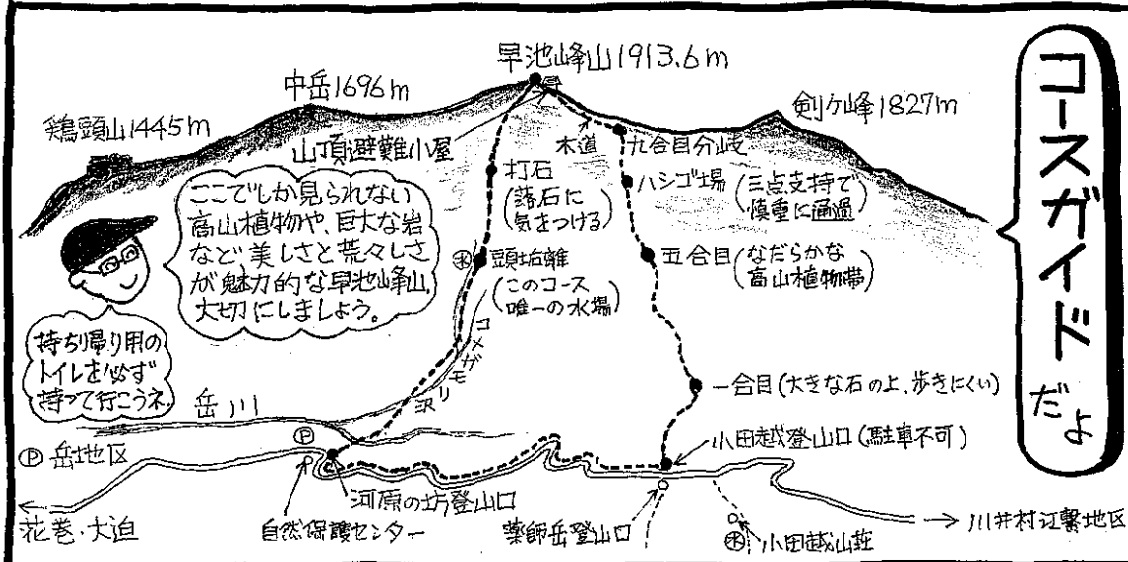 コースガイドだよ
早池峰山1913.6m
中岳1696m
鶏頭山1445m
剣ヶ峰1827m
山頂避難小屋
木道
九合目分岐
打石
(落石に
気をつける)
ハシゴ場
(三点支持で
慎重に通過)
ここでしか見られない
高山植物や、巨大な岩
など美しさと荒々しさ
が魅力的な早池峰山。
大切にしましょう。
水
頭垢離
(このコース
唯一の水場)
五合目
(なだらかな
高山植物帯)
コメガモリ沢
持ち帰り用の
トイレを必ず
持って行こうネ。
一合目(大きな石の上、歩きにくい)
岳川
小田越登山口(駐車不可)
P
P 岳地区
河原の坊登山口
花巻・大迫
自然保護センター
薬師岳登山口
水 小田越山荘
川井村江繋地区